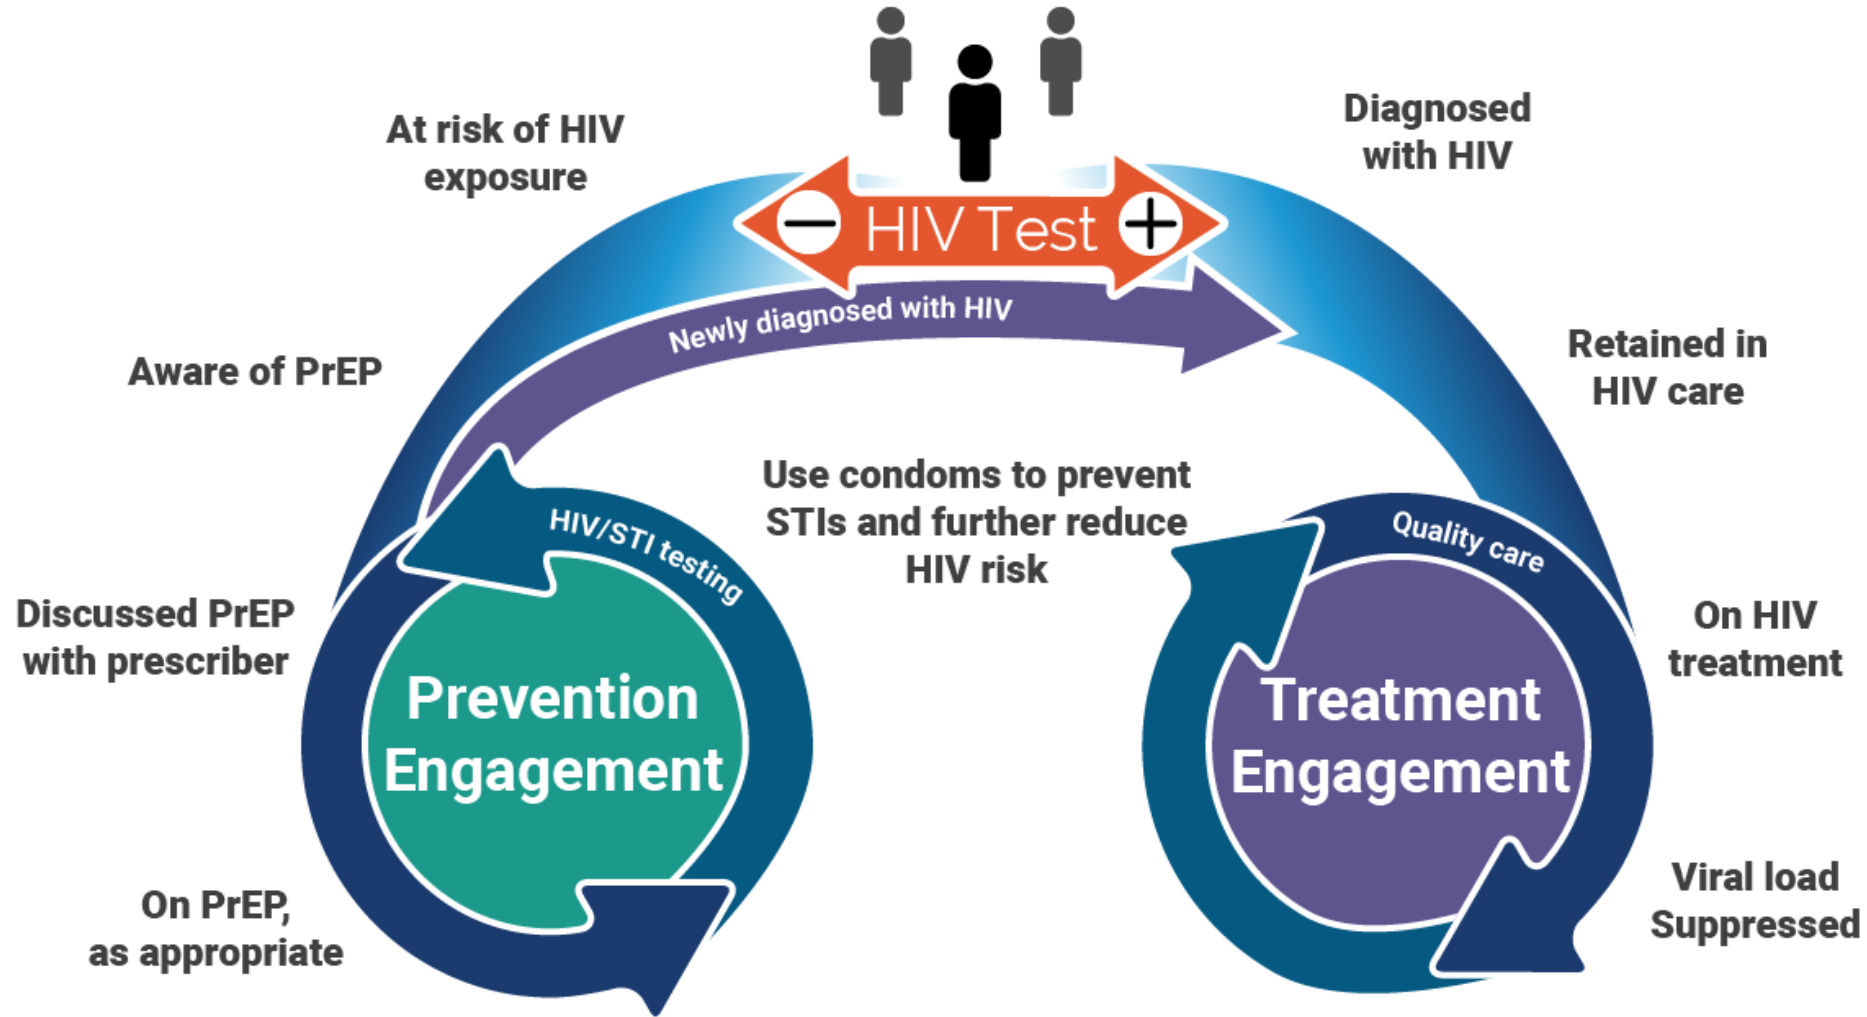 At risk of HIV
exposure
Diagnosed
with HIV
HIV Test
Newly diagnosed with HIV
Aware of PrEP
Retained in
HIV care
Use condoms to prevent
STIs and further reduce
HIV risk
HIV/STI testing
Quality care
Discussed PrEP
with prescriber
On HIV
treatment
Prevention
Engagement
Treatment
Engagement
On PrEP,
as appropriate
Viral load
Suppressed